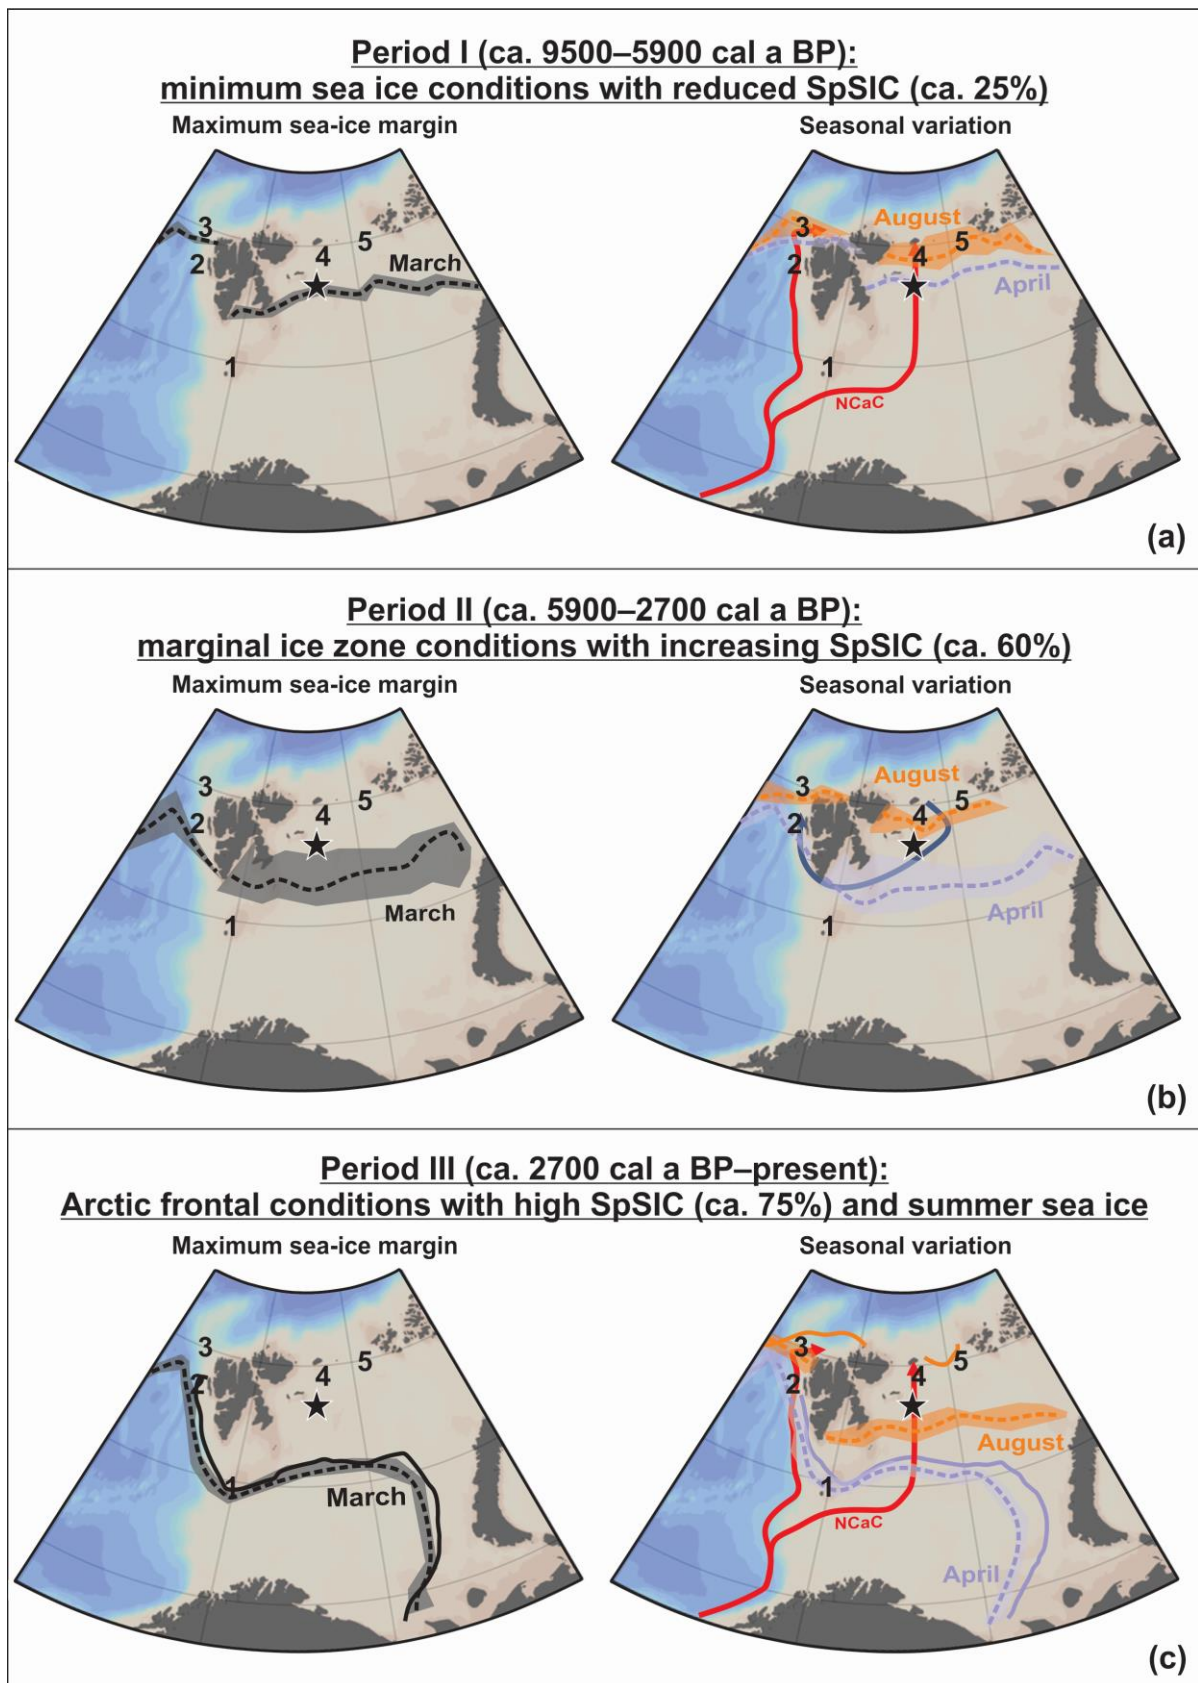 Period I (ca. 9500–5900 cal a BP):
minimum sea ice conditions with reduced SpSIC (ca. 25%)
Maximum sea-ice margin
Seasonal variation
3
2
4
5
March
1
3
2
August
5
4
April
1
NCaC
(a)
Period II (ca. 5900–2700 cal a BP):
marginal ice zone conditions with increasing SpSIC (ca. 60%)
Maximum sea-ice margin
Seasonal variation
3
2
4
5
March
1
3
2
August
4
5
April
1
(b)
Period III (ca. 2700 cal a BP–present):
Arctic frontal conditions with high SpSIC (ca. 75%) and summer sea ice
Maximum sea-ice margin
Seasonal variation
3
2
4
5
1
March
3
2
4
5
August
1
NCaC
April
(c)